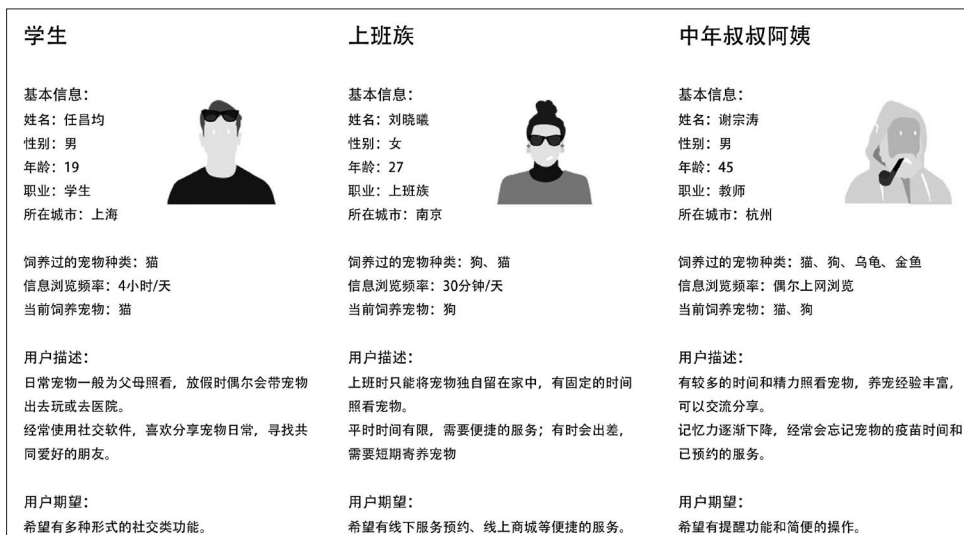 学生
基本信息：
姓名：任昌均
性别：男
年龄：19
职业：学生
所在城市：上海
饲养过的宠物种类：猫
信息浏览频率：4小时/天
当前饲养宠物：猫
用户描述：
日常宠物一般为父母照看，放假时偶尔会带宠物
出去玩或去医院。
经常使用社交软件，喜欢分享宠物日常，寻找共
同爱好的朋友。
用户期望：
希望有多种形式的社交类功能。
上班族
基本信息：
姓名：刘晓曦
性别：女
年龄：27
职业：上班族
所在城市：南京
饲养过的宠物种类：狗、猫
信息浏览频率：30分钟/天
当前饲养宠物：狗
用户描述：
上班时只能将宠物独自留在家中，有固定的时间
照看宠物。
平时时间有限，需要便捷的服务；有时会出差，
需要短期寄养宠物
用户期望：
希望有线下服务预约、线上商城等便捷的服务。
中年叔叔阿姨
基本信息：
姓名：谢宗涛
性别：男
年龄：45
职业：教师
所在城市：杭州
饲养过的宠物种类：猫、狗、乌龟、金鱼
信息浏览频率：偶尔上网浏览
当前饲养宠物：猫、狗
用户描述：
有较多的时间和精力照看宠物，养宠经验丰富，
可以交流分享。
记忆力逐渐下降，经常会忘记宠物的疫苗时间和
已预约的服务。
用户期望：
希望有提醒功能和简便的操作。